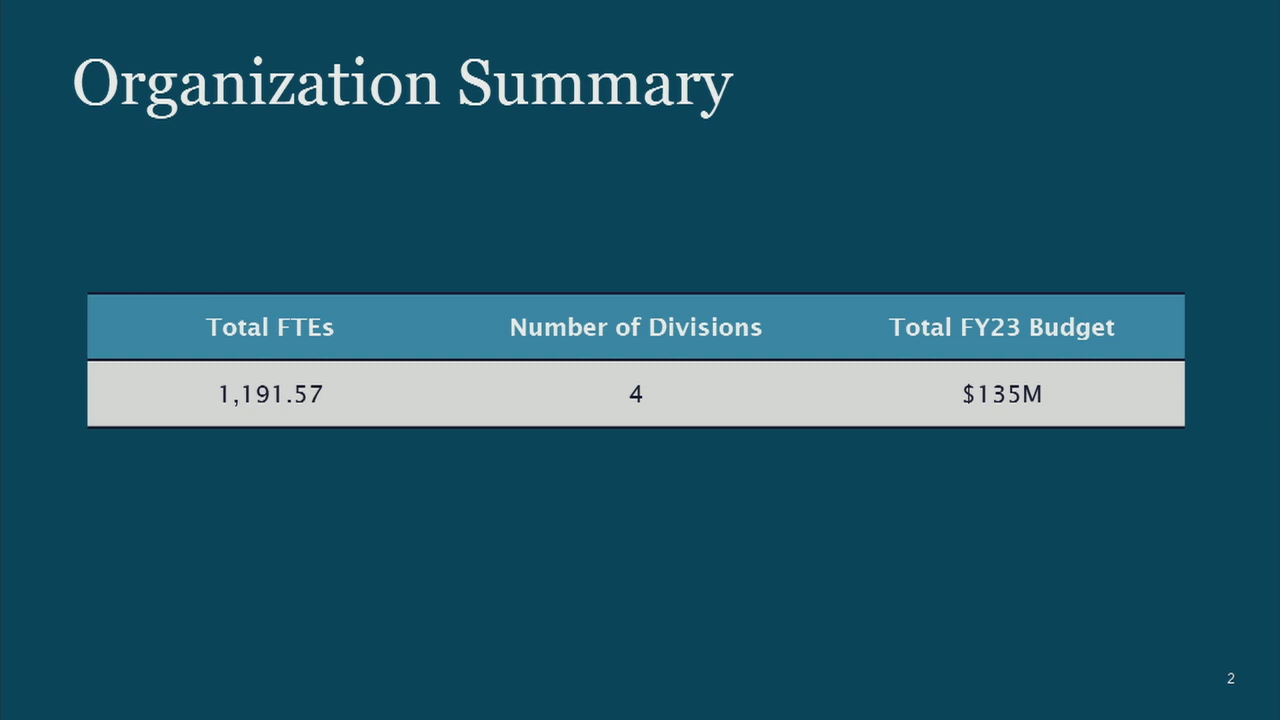 Organization Summary
Total FTEs Number of Divisions Total FY23 Budget
1,191.57 4 $135M
2